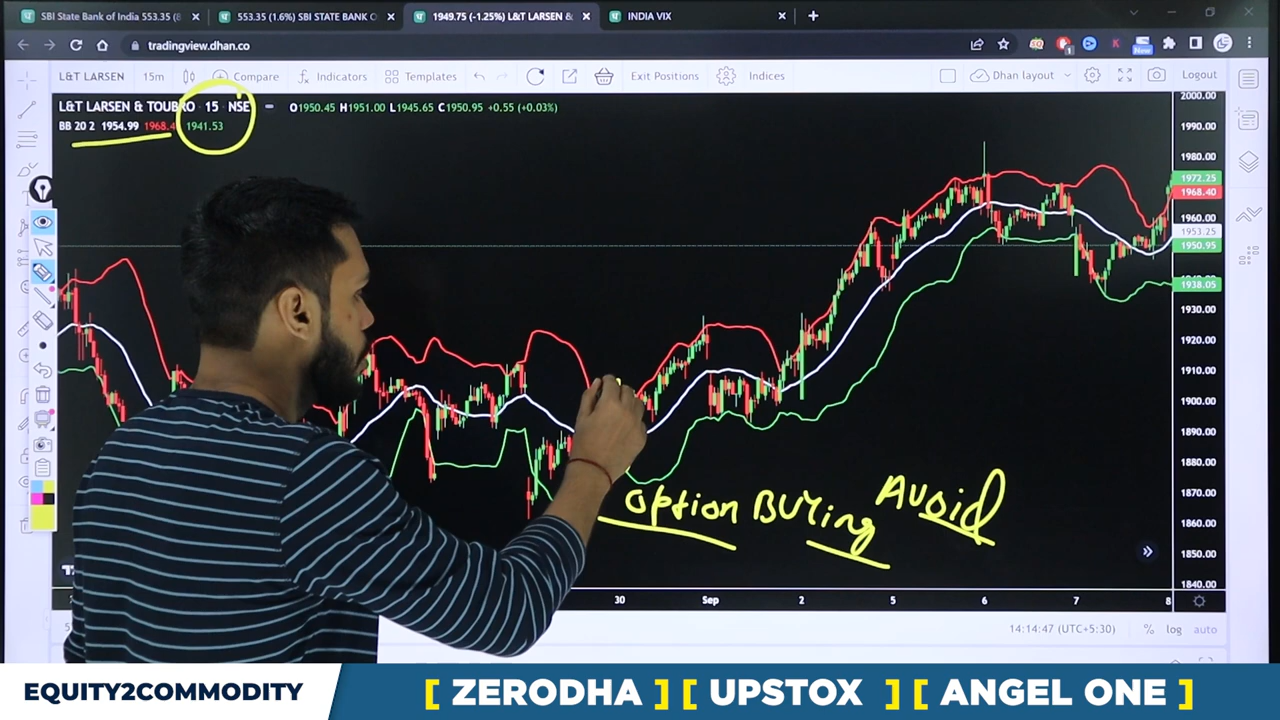 SBI State Bank of India 553.35 (
553.35 (1.6%) SBI STATE BANK O
1949.75 (-1.25%) L&T LARSEN &
INDIA VIX
tradingview.dhan.co
New
L&T LARSEN 15m Compare Indicators Templates Exit Positions Indices Dhan layout Logout
L&T LARSEN & TOUBRO · 15 · NSE O1950.45 H1951.00 L1945.65 C1950.95 +0.55 (+0.03%)
BB 20 2 1954.99 1968.4 1941.53
2000.00
1990.00
1980.00
1972.25
1968.40
1960.00
1953.25
1950.95
1938.05
1930.00
1920.00
1910.00
1900.00
1890.00
1880.00
1870.00
1860.00
1850.00
1840.00
option BUYing Avoid
30 Sep 2 5 6 7 8
14:14:47 (UTC+5:30) % log auto
EQUITY2COMMODITY [ ZERODHA ] [ UPSTOX ] [ ANGEL ONE ]